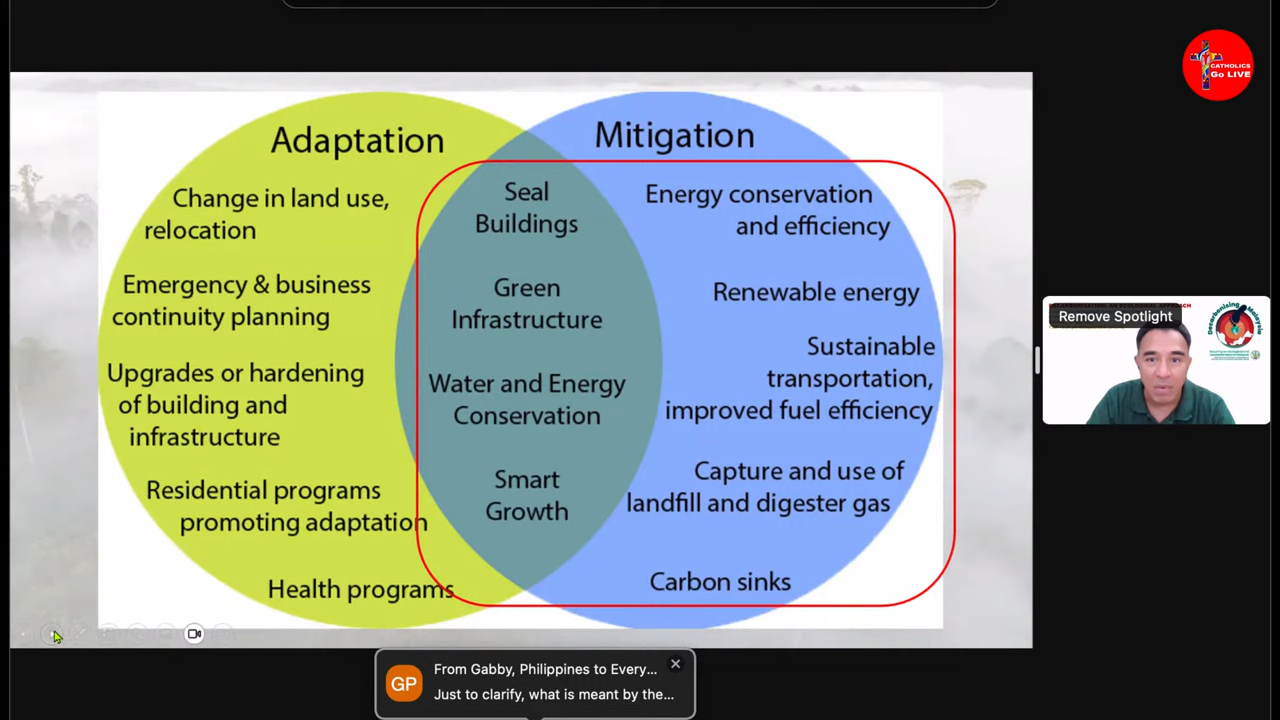 CATHOLICS
Go LIVE
Adaptation
Change in land use,
relocation
Emergency & business
continuity planning
Upgrades or hardening
of building and
infrastructure
Residential programs
promoting adaptation
Health programs
Seal
Buildings
Green
Infrastructure
Water and Energy
Conservation
Smart
Growth
Mitigation
Energy conservation
and efficiency
Renewable energy
Sustainable
transportation,
improved fuel efficiency
Capture and use of
landfill and digester gas
Carbon sinks
Remove Spotlight
Decarbonising Malaysia
GP
From Gabby, Philippines to Every...
Just to clarify, what is meant by the...